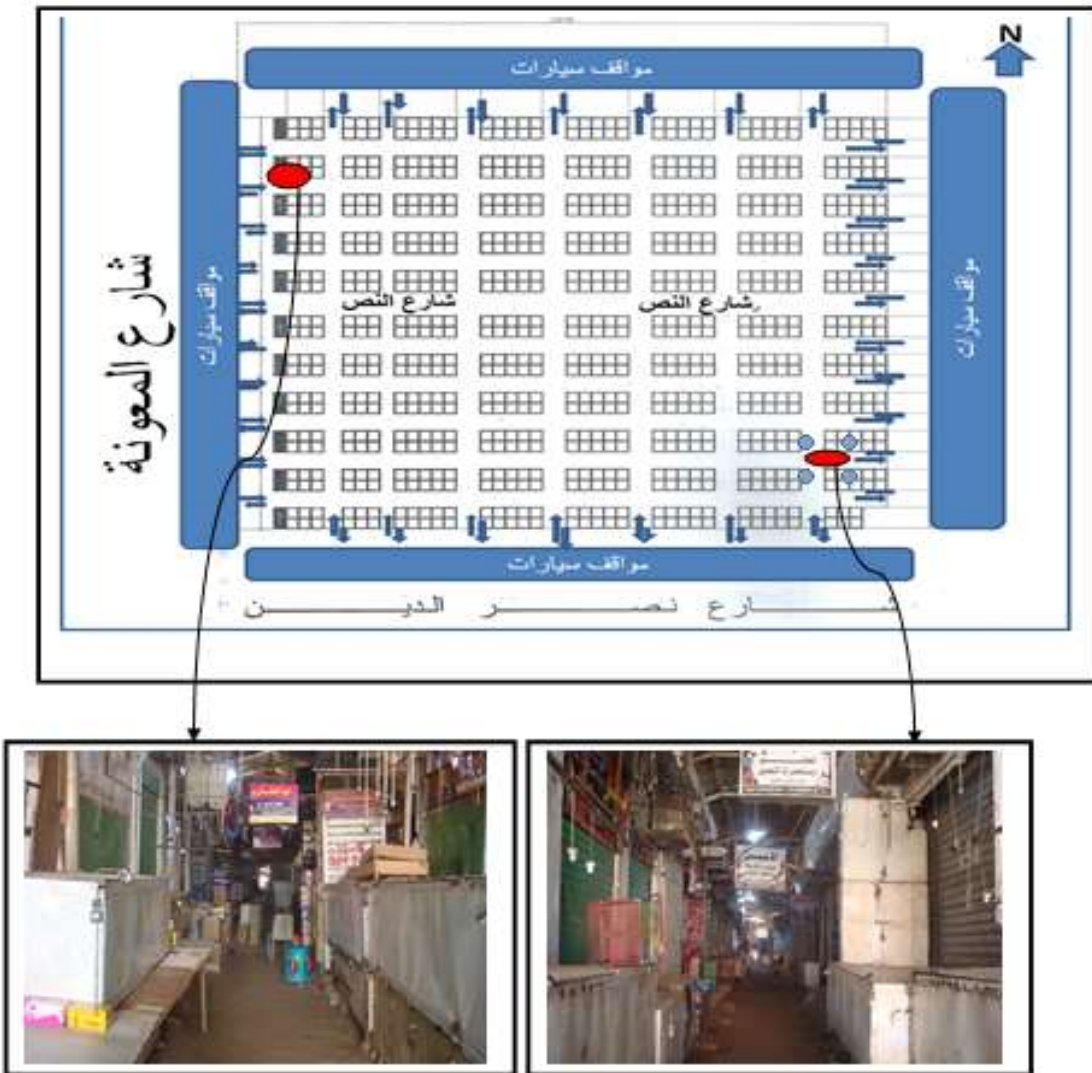 مواقف سيارات
N
شارع المعونة
مواقف سيارات
مواقف سيارات
شارع النص
شارع النص
مواقف سيارات
شارع نصر الدين